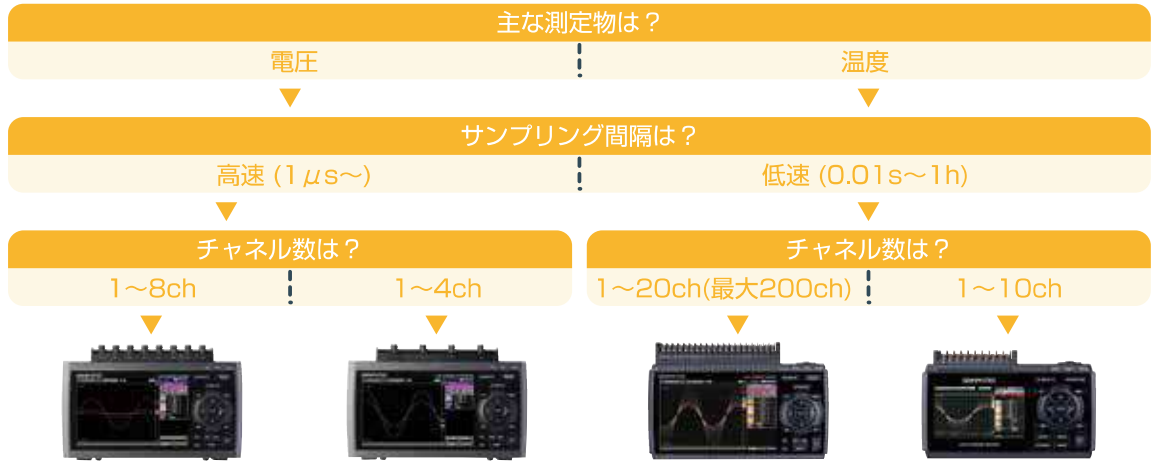 主な測定物は？
電圧
温度
サンプリング間隔は？
高速 (1μs～)
低速 (0.01s～1h)
チャネル数は？
チャネル数は？
1～8ch
1～4ch
1～20ch(最大200ch)
1～10ch